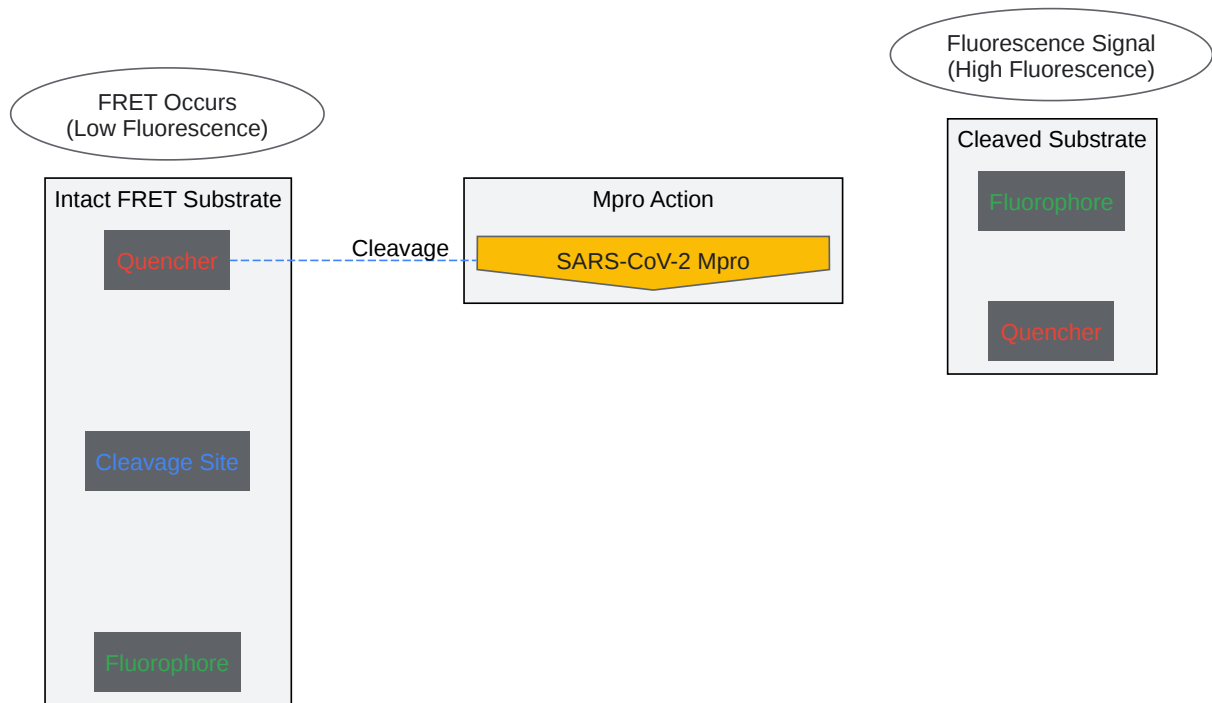 FRET Occurs
(Low Fluorescence)
Intact FRET Substrate
Quencher
Cleavage Site
Fluorophore
Cleavage
Mpro Action
SARS-CoV-2 Mpro
Fluorescence Signal
(High Fluorescence)
Cleaved Substrate
Fluorophore
Quencher